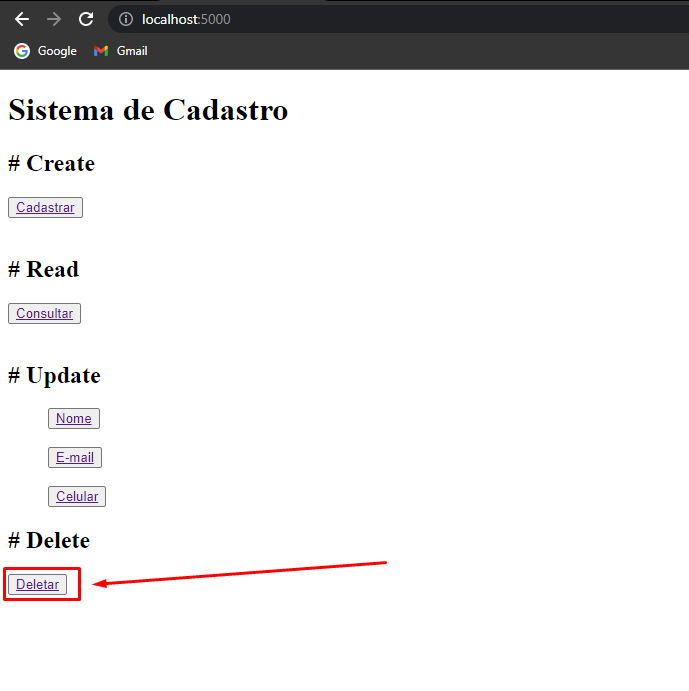 localhost:5000
Google Gmail
Sistema de Cadastro
# Create
Cadastrar
# Read
Consultar
# Update
Nome
E-mail
Celular
# Delete
Deletar